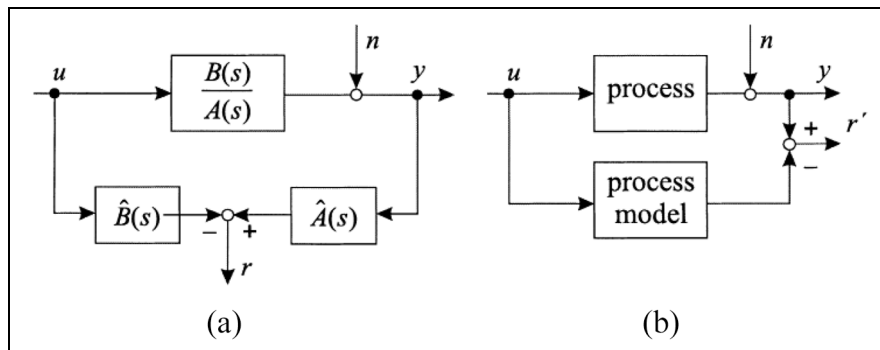 n
u
B(s)
A(s)
y
B̂(s)
−
+
Â(s)
r
(a)
n
u
process
y
+
r′
−
process
model
(b)